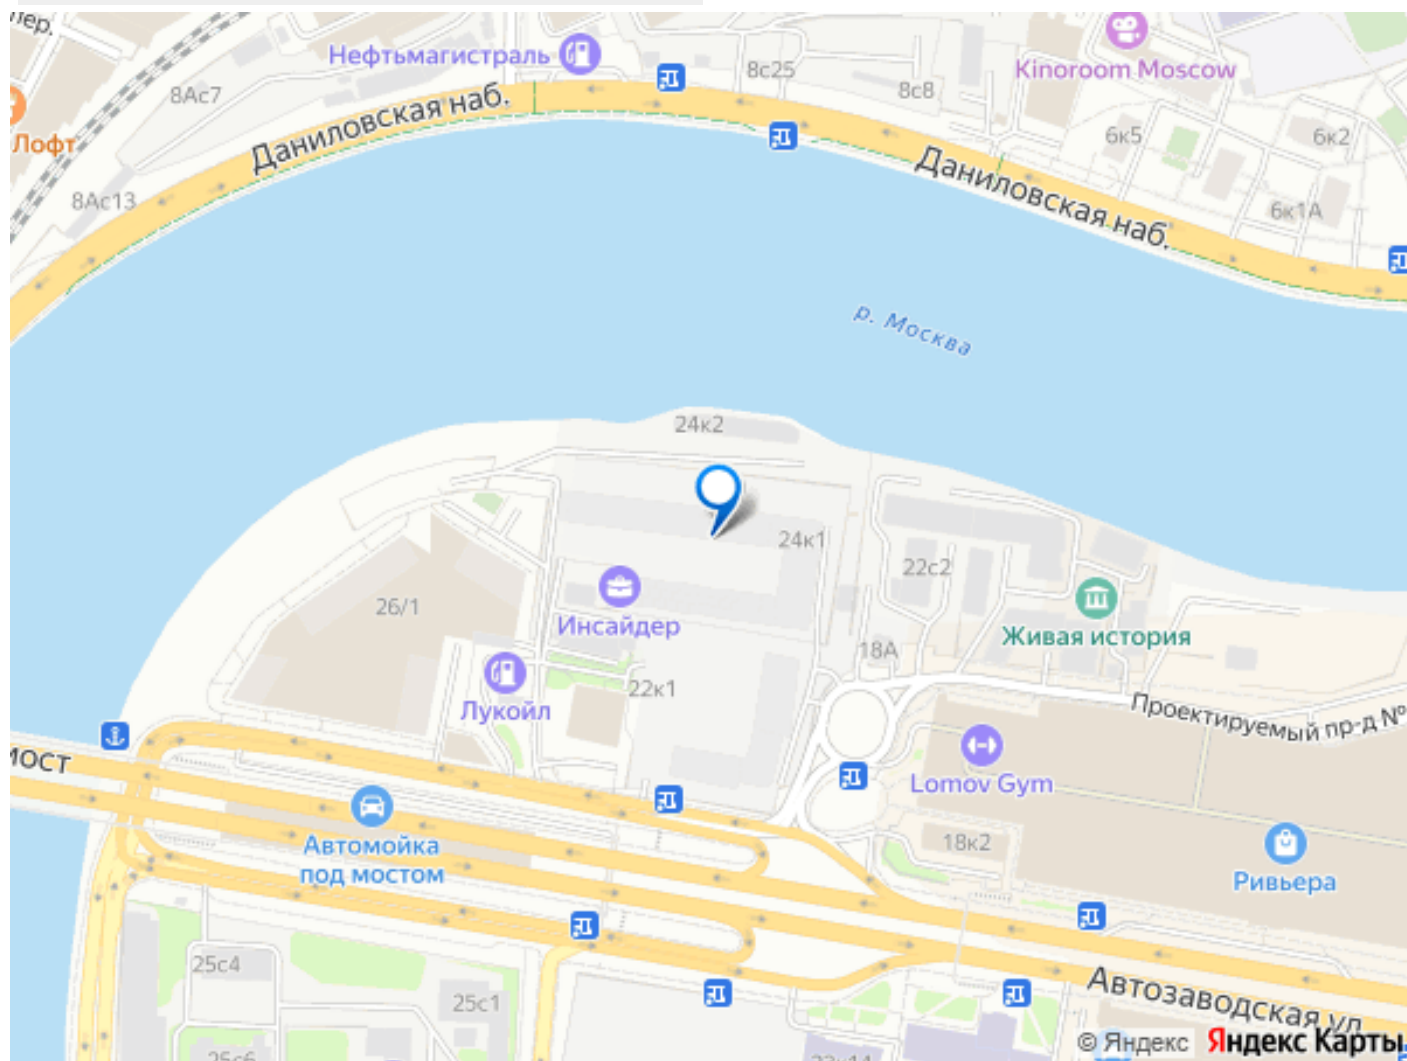 пер.
Нефтьмагистраль
8с25
Kinoroom Moscow
8Ас7
8с8
Даниловская наб.
Лофт
6к5
6к2
Даниловская наб.
8Ас13
6к1А
р. Москва
24к2
24к1
22с2
26/1
Инсайдер
Живая история
18А
22к1
Лукойл
Проектируемый пр-д №
мост
Lomov Gym
Автомойка
под мостом
18к2
Ривьера
25с4
25с1
Автозаводская ул.
25с6
© Яндекс Яндекс Карты